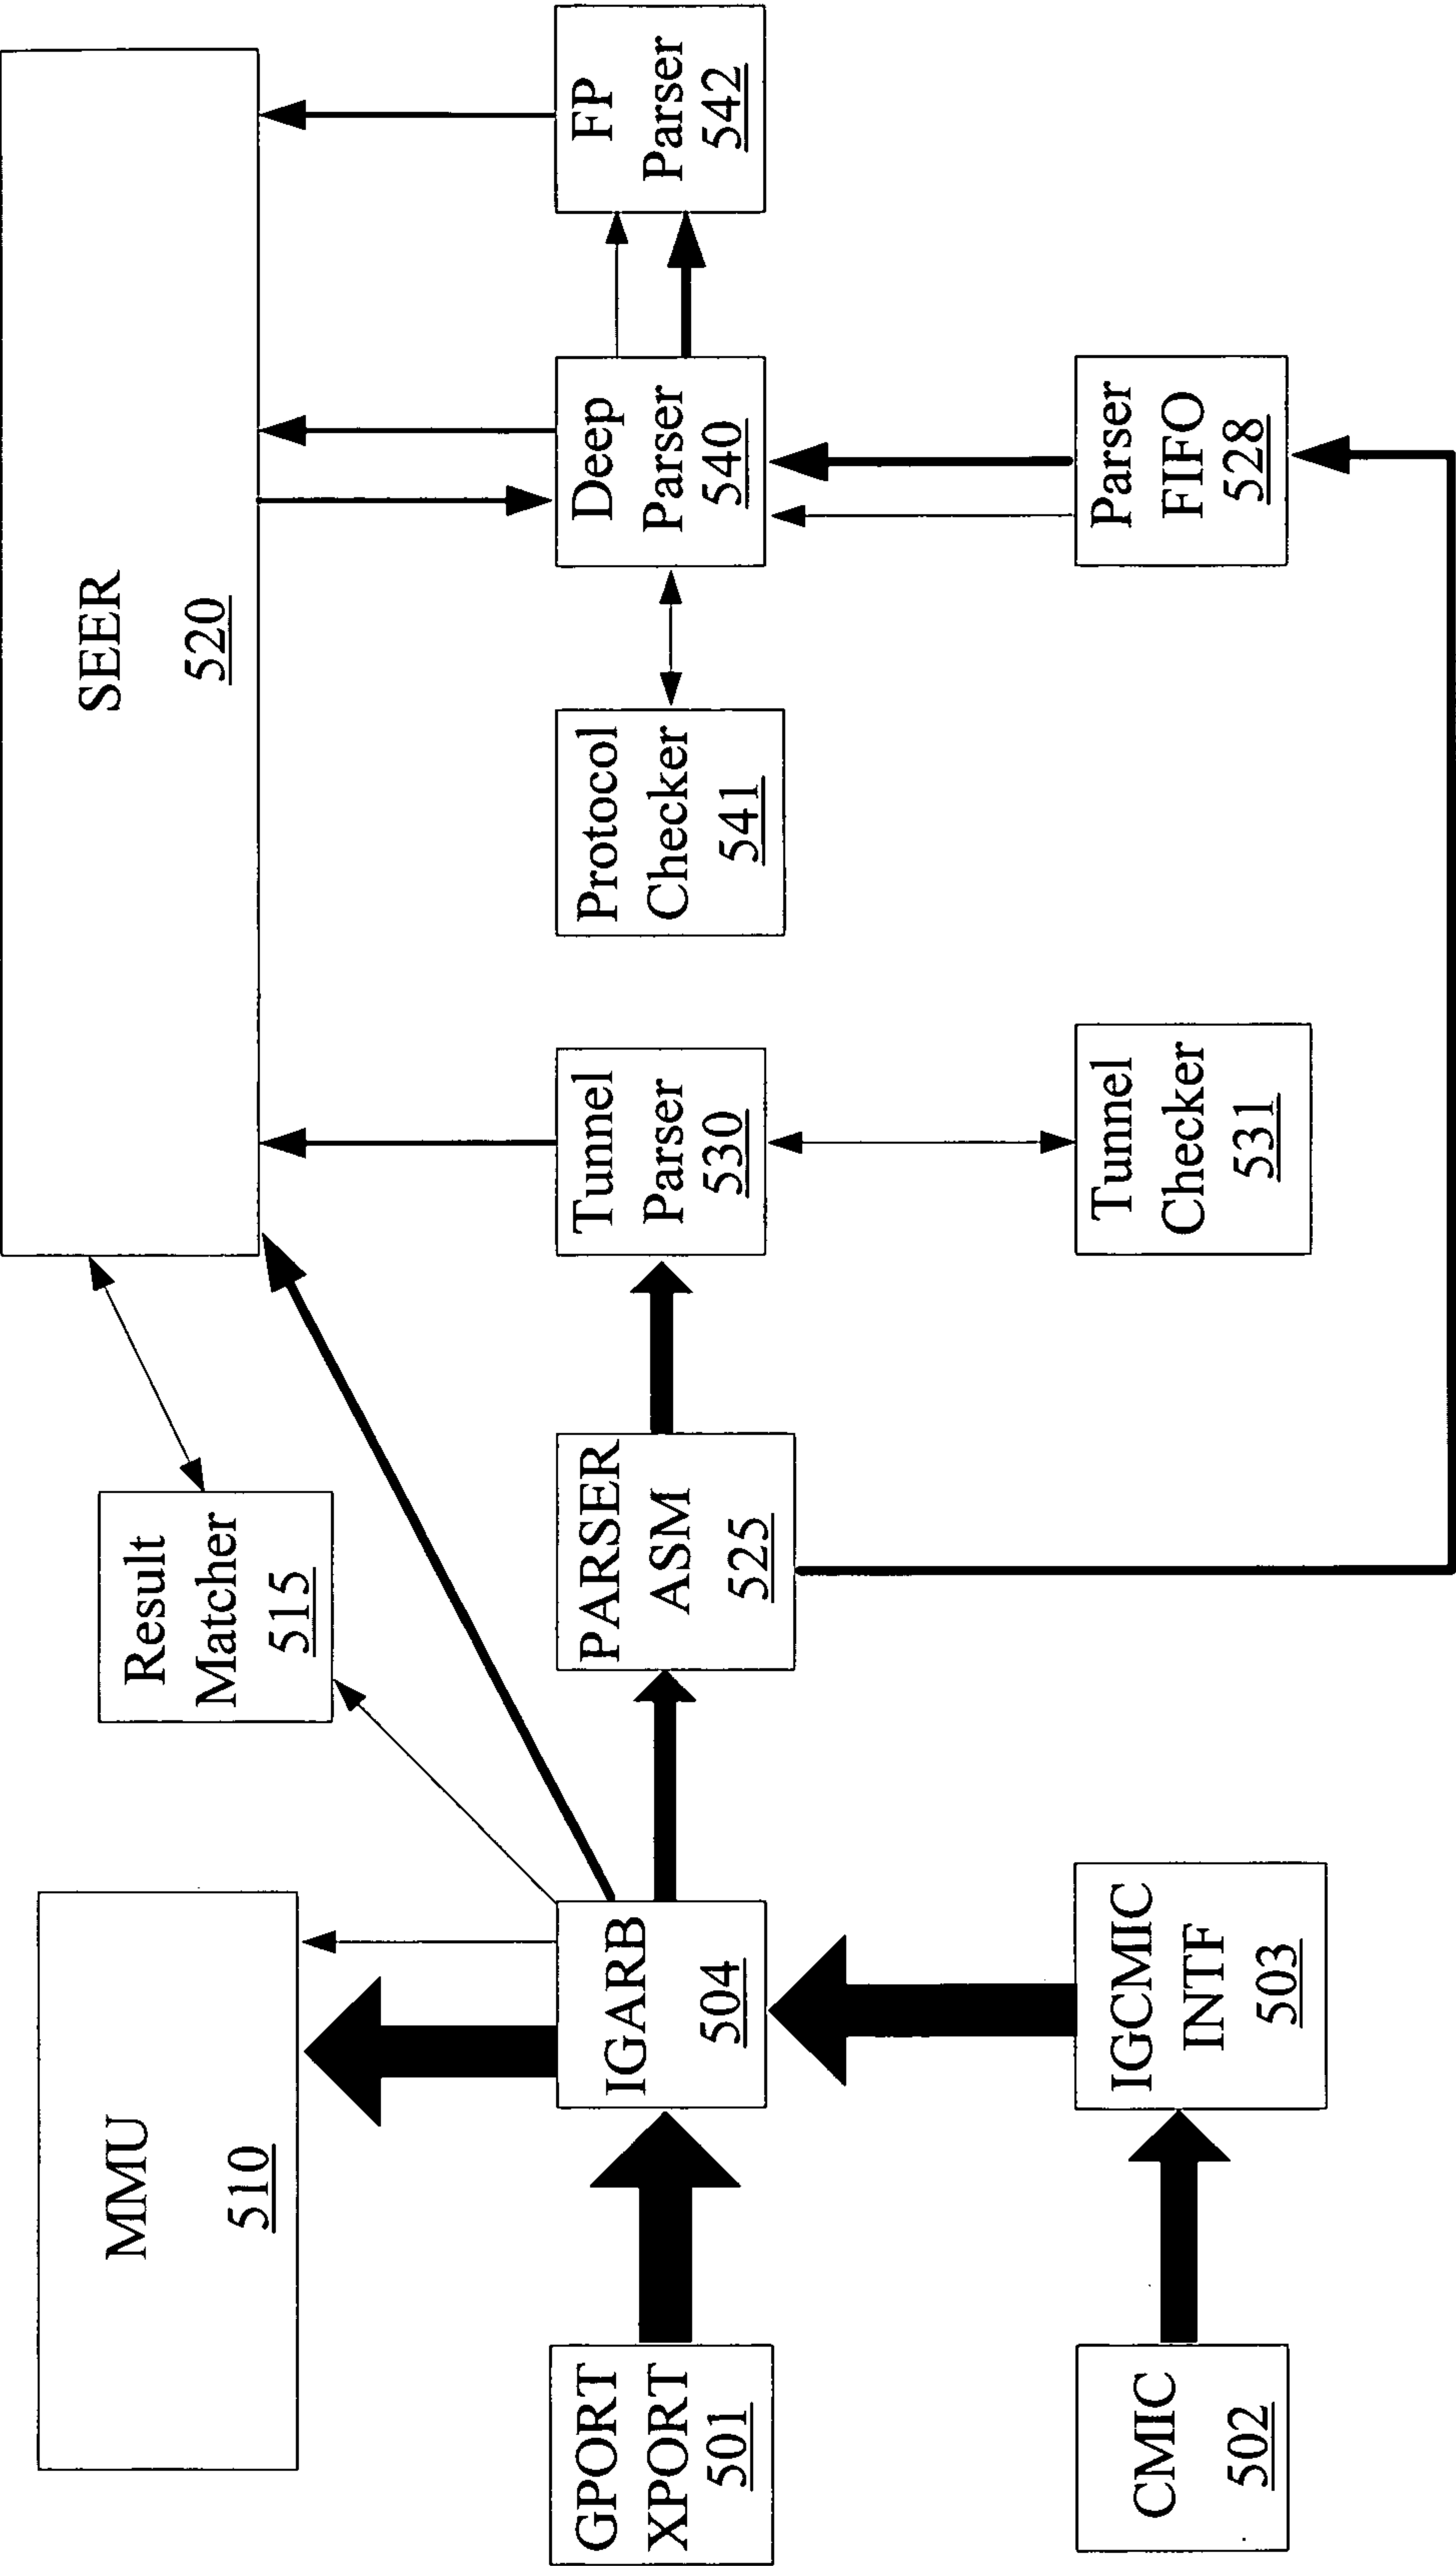 MMU
510
Result
Matcher
515
SEER
520
GPORT
XPORT
501
IGARB
504
PARSER
ASM
525
Tunnel
Parser
530
Protocol
Checker
541
Deep
Parser
540
FP
Parser
542
CMIC
502
IGCMIC
INTF
503
Tunnel
Checker
531
Parser
FIFO
528